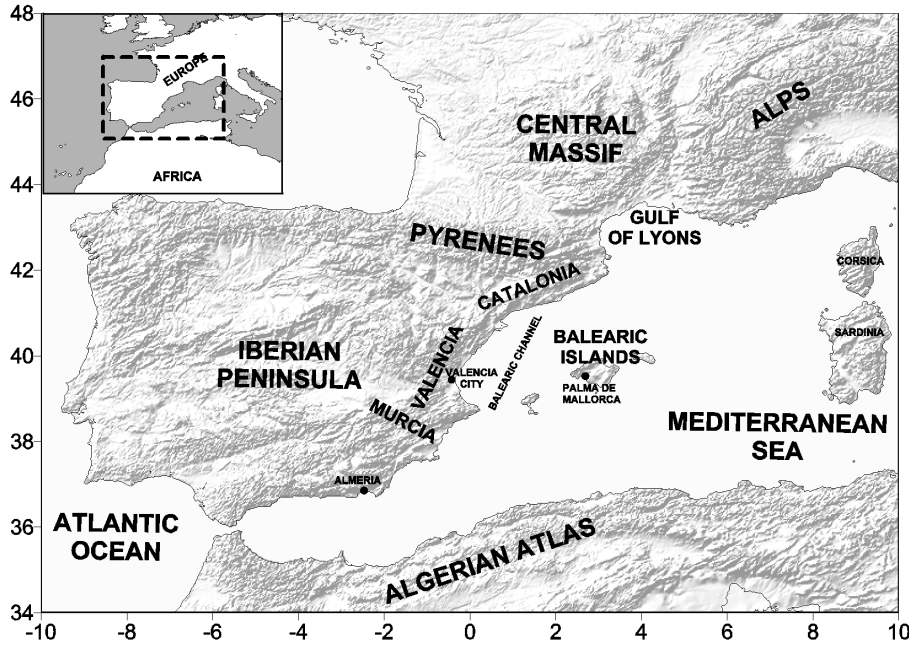 48
46
44
42
40
38
36
34
-10
-8
-6
-4
-2
0
2
4
6
8
10
EUROPE
AFRICA
CENTRAL
MASSIF
ALPS
PYRENEES
GULF
OF LYONS
CATALONIA
CORSICA
SARDINIA
IBERIAN
PENINSULA
VALENCIA
VALENCIA
CITY
BALEARIC CHANNEL
BALEARIC
ISLANDS
PALMA DE
MALLORCA
MURCIA
MEDITERRANEAN
SEA
ALMERIA
ATLANTIC
OCEAN
ALGERIAN ATLAS